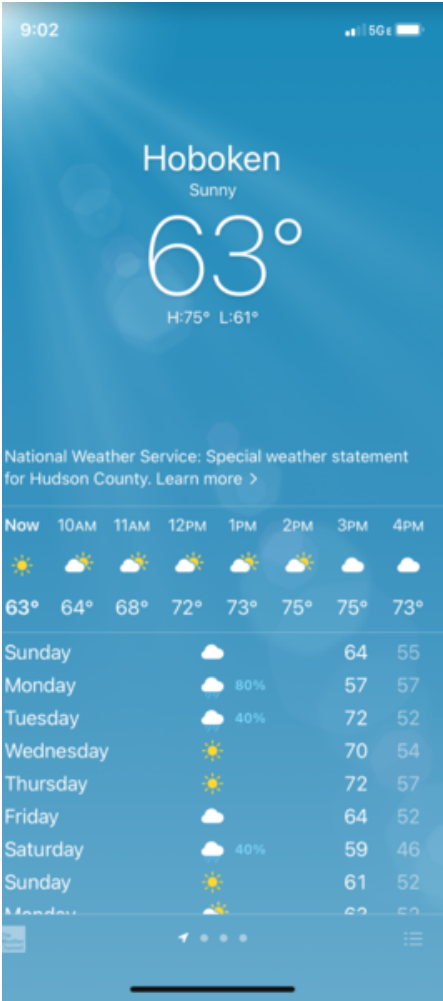 9:02 5GE
Hoboken
Sunny
63°
H:75° L:61°
National Weather Service: Special weather statement
for Hudson County. Learn more >
Now 10AM 11AM 12PM 1PM 2PM 3PM 4PM
63° 64° 68° 72° 73° 75° 75° 73°
Sunday 64 55
Monday 80% 57 57
Tuesday 40% 72 52
Wednesday 70 54
Thursday 72 57
Friday 64 52
Saturday 40% 59 46
Sunday 61 52
Monday